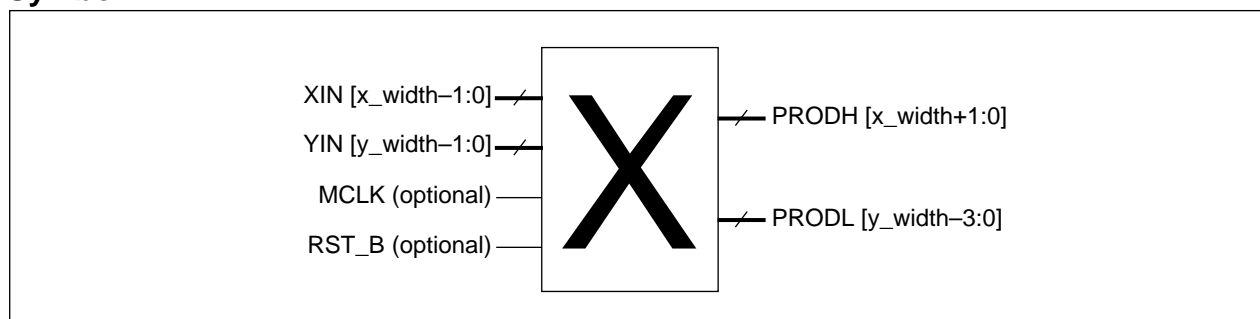 XIN [x_width–1:0]
YIN [y_width–1:0]
MCLK (optional)
RST_B (optional)
X
PRODH [x_width+1:0]
PRODL [y_width–3:0]